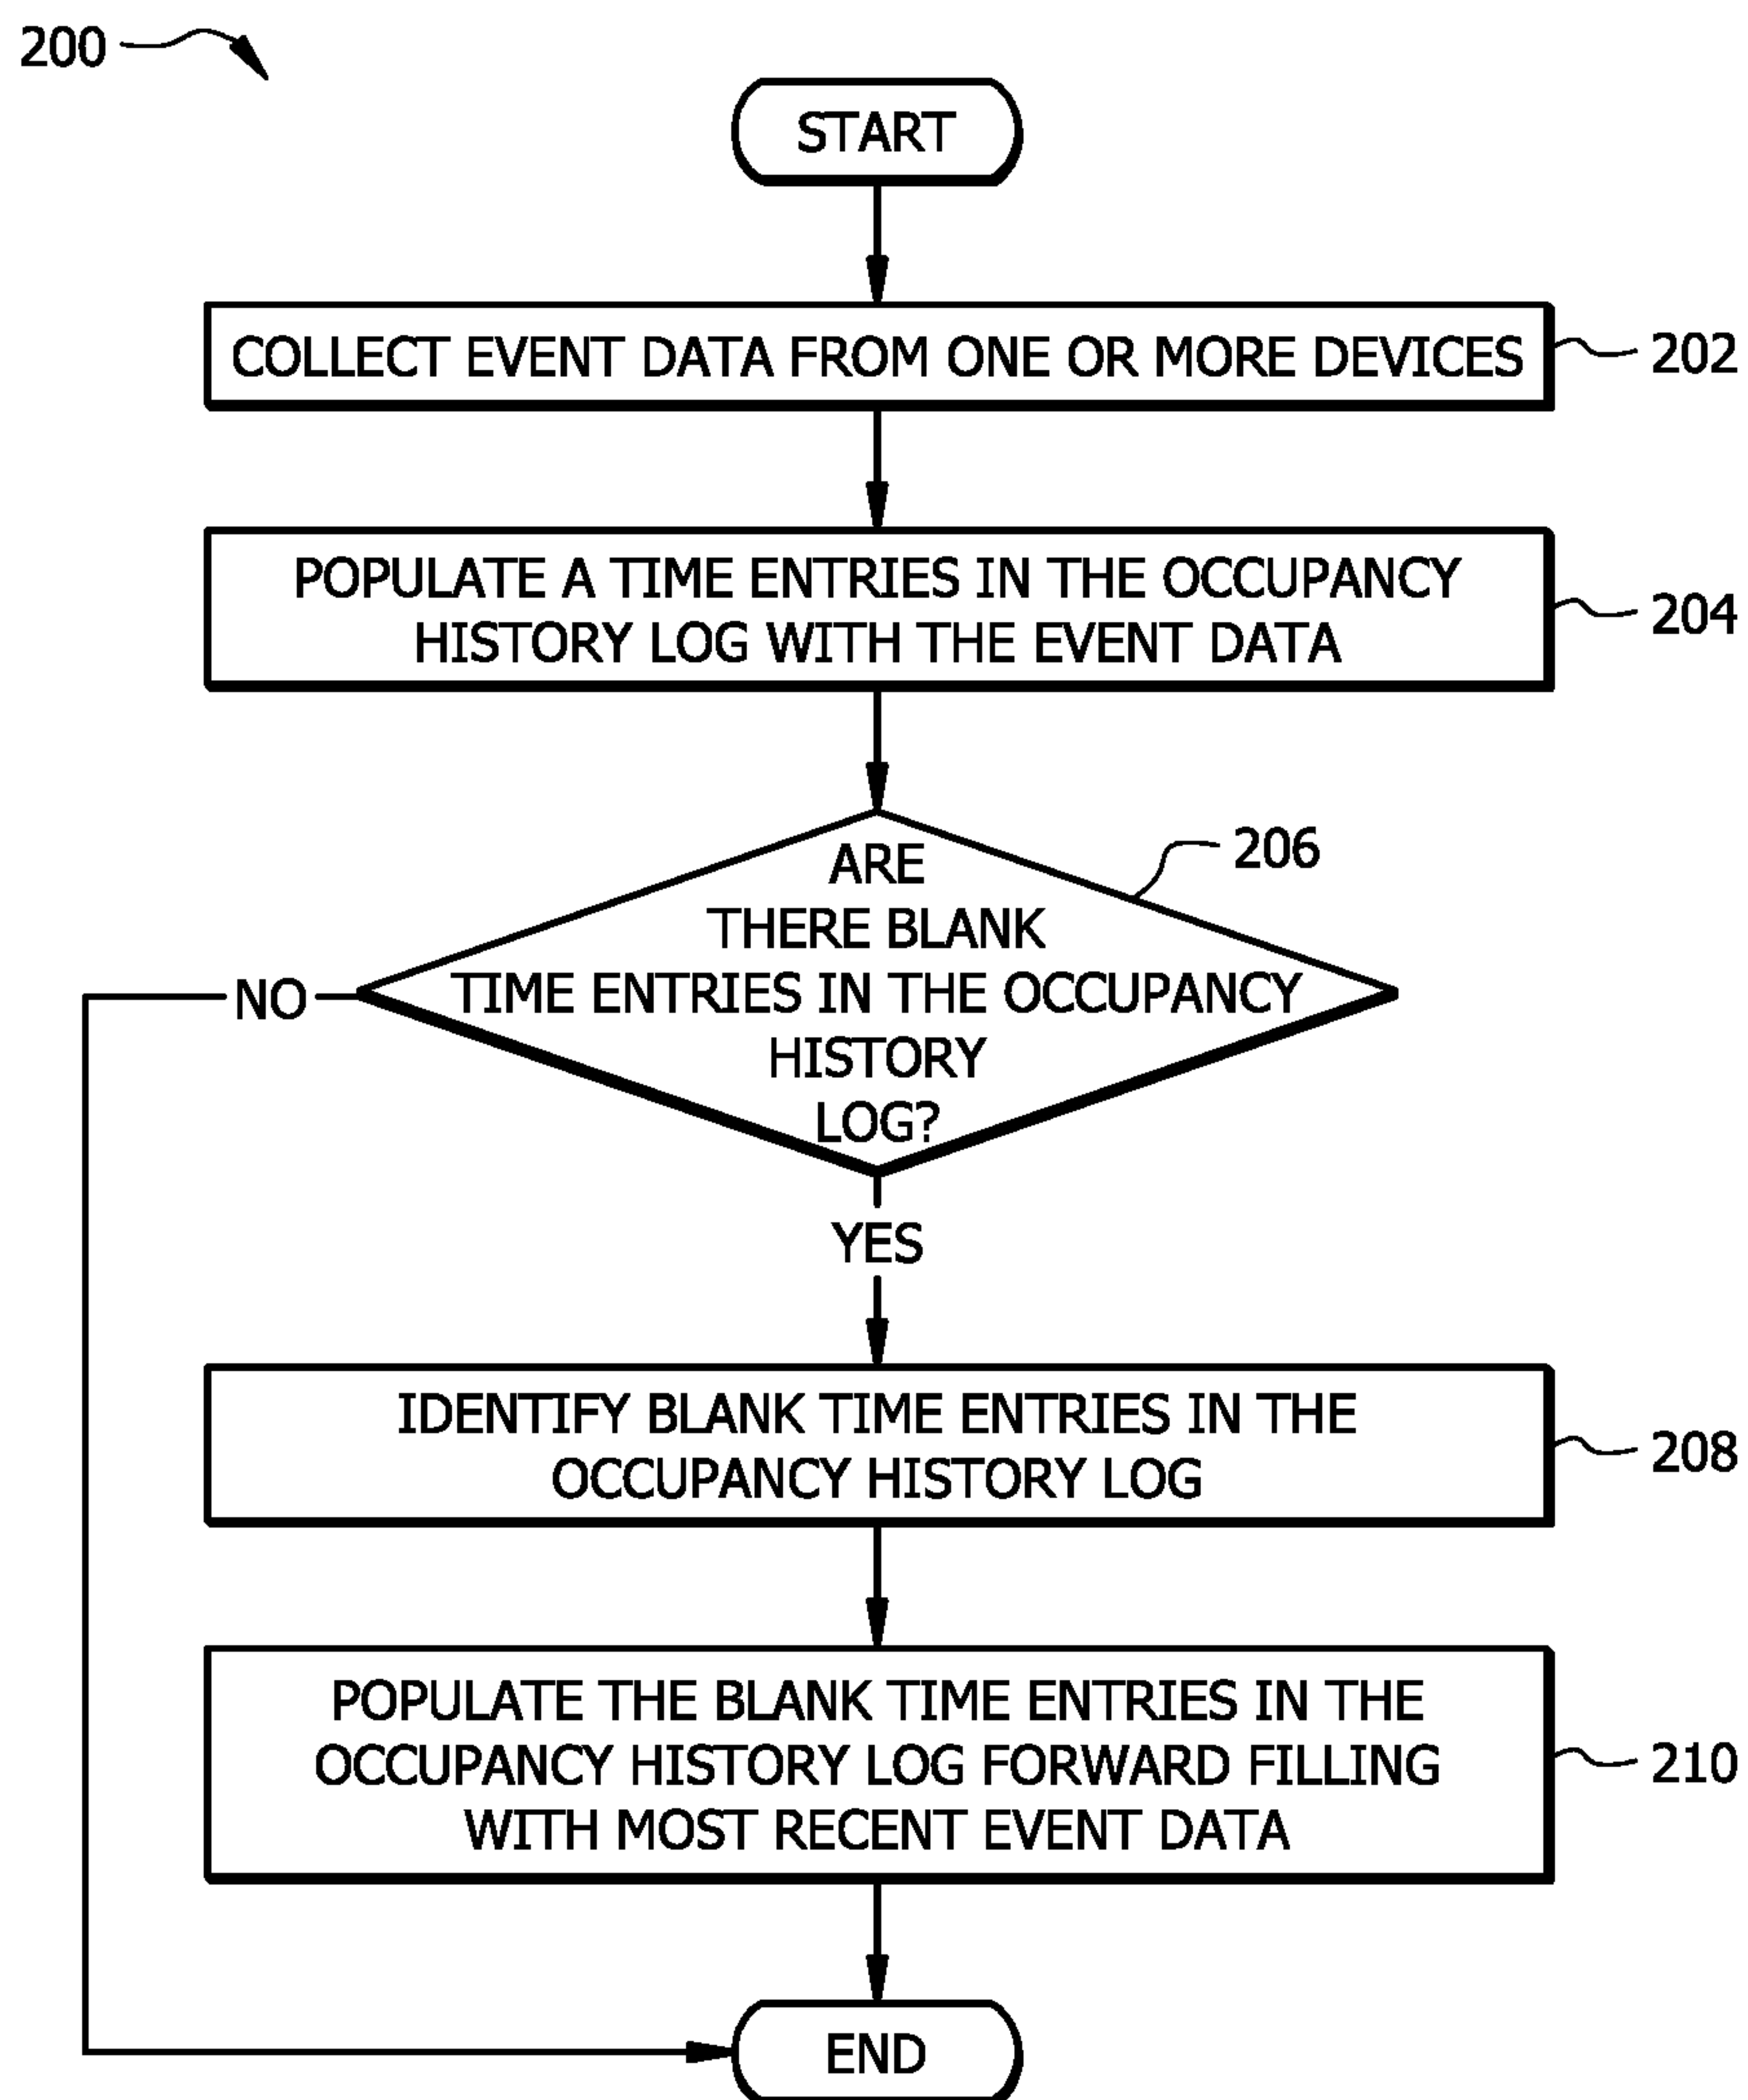 200
START
COLLECT EVENT DATA FROM ONE OR MORE DEVICES
202
POPULATE A TIME ENTRIES IN THE OCCUPANCY
HISTORY LOG WITH THE EVENT DATA
204
ARE
THERE BLANK
TIME ENTRIES IN THE OCCUPANCY
HISTORY
LOG?
206
NO
YES
IDENTIFY BLANK TIME ENTRIES IN THE
OCCUPANCY HISTORY LOG
208
POPULATE THE BLANK TIME ENTRIES IN THE
OCCUPANCY HISTORY LOG FORWARD FILLING
WITH MOST RECENT EVENT DATA
210
END